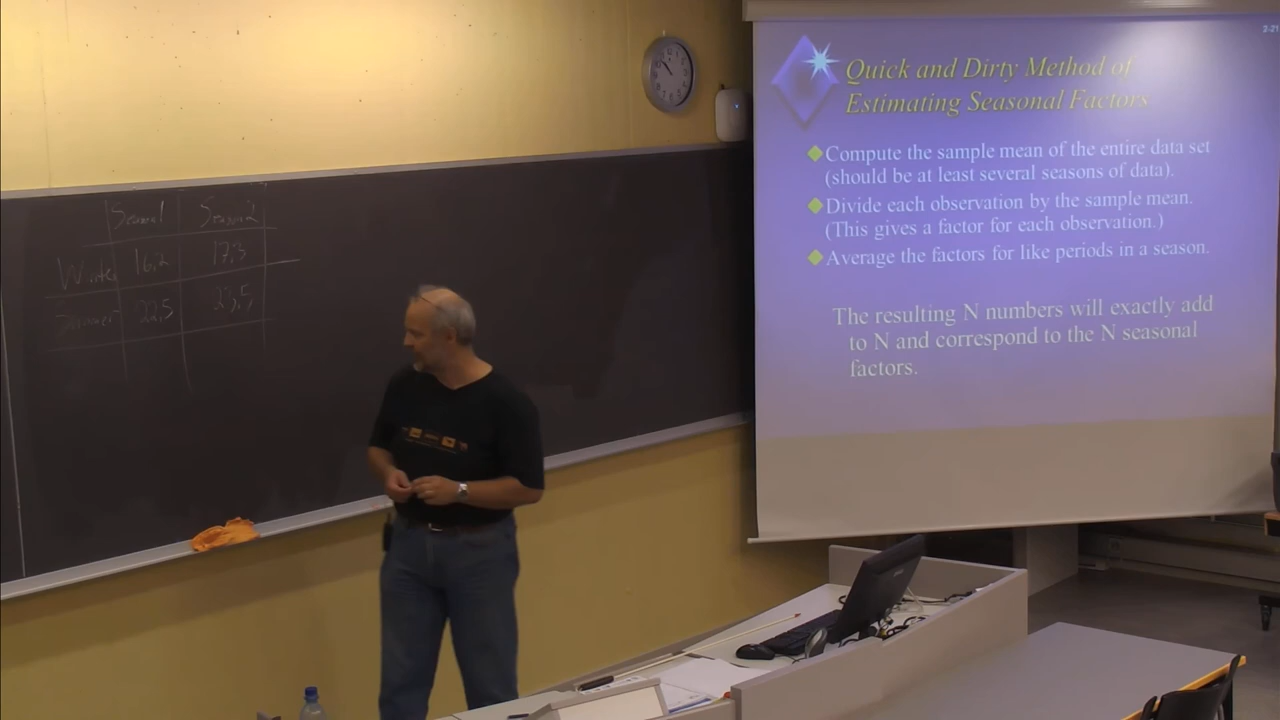 Season1 Season2
Winter 16,2 17,3
Summer 22,5 23,5
2-21
Quick and Dirty Method of
Estimating Seasonal Factors
Compute the sample mean of the entire data set
(should be at least several seasons of data).
Divide each observation by the sample mean.
(This gives a factor for each observation.)
Average the factors for like periods in a season.
The resulting N numbers will exactly add
to N and correspond to the N seasonal
factors.